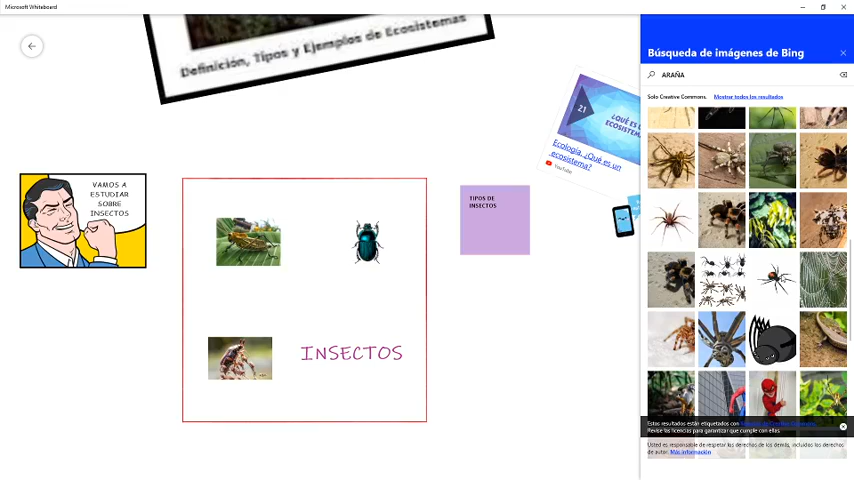 Microsoft Whiteboard
Definición, Tipos y Ejemplos de Ecosistemas
Búsqueda de imágenes de Bing
ARAÑA
Solo Creative Commons. Mostrar todos los resultados
21
¿QUÉ ES
ECOSISTEM
Ecología. ¿Qué es un
ecosistema?
YouTube
VAMOS A
ESTUDIAR
SOBRE
INSECTOS
TIPOS DE
INSECTOS
INSECTOS
Estos resultados están etiquetados con
Revise las licencias para garantizar que cumple con ellas.
Usted es responsable de respetar los derechos de los demás, incluidos los derechos
de autor. Más información